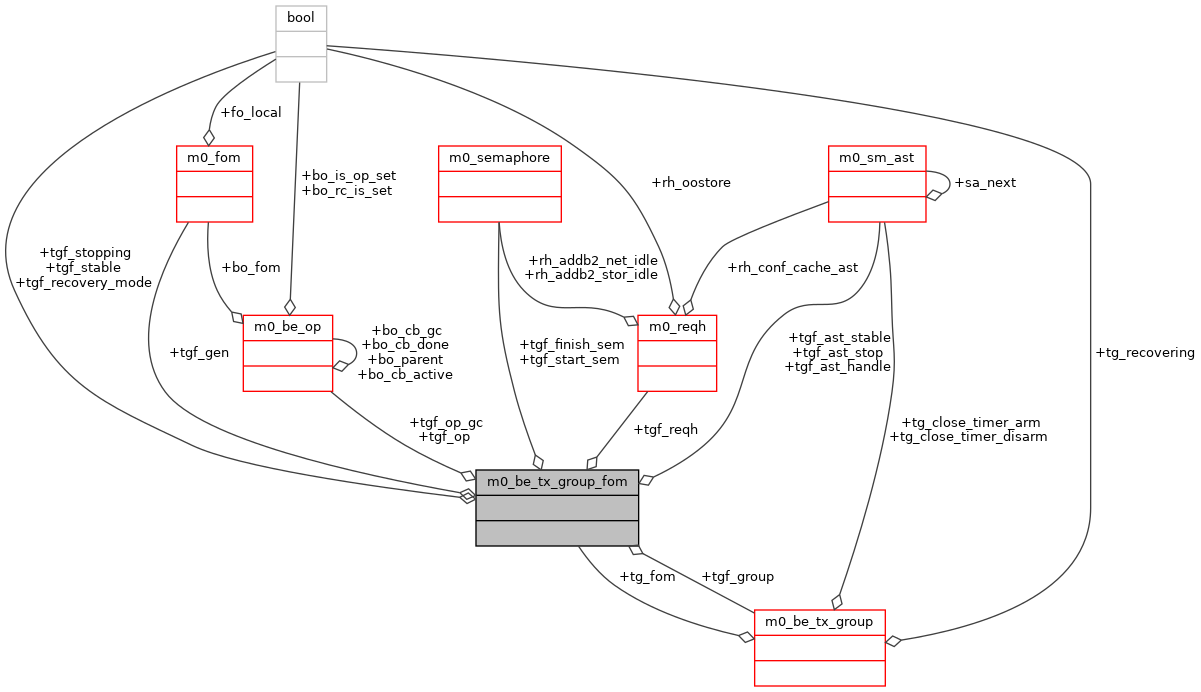 bool
+fo_local
m0_fom
m0_semaphore
m0_sm_ast
+bo_is_op_set
+bo_rc_is_set
+rh_oostore
+sa_next
+tgf_stopping
+tgf_stable
+tgf_recovery_mode
+bo_fom
+rh_addb2_net_idle
+rh_addb2_stor_idle
+rh_conf_cache_ast
m0_be_op
m0_reqh
+bo_cb_gc
+bo_cb_done
+bo_parent
+bo_cb_active
+tgf_gen
+tgf_finish_sem
+tgf_start_sem
+tgf_ast_stable
+tgf_ast_stop
+tgf_ast_handle
+tg_recovering
+tgf_op_gc
+tgf_op
+tgf_reqh
+tg_close_timer_arm
+tg_close_timer_disarm
m0_be_tx_group_fom
+tg_fom
+tgf_group
m0_be_tx_group